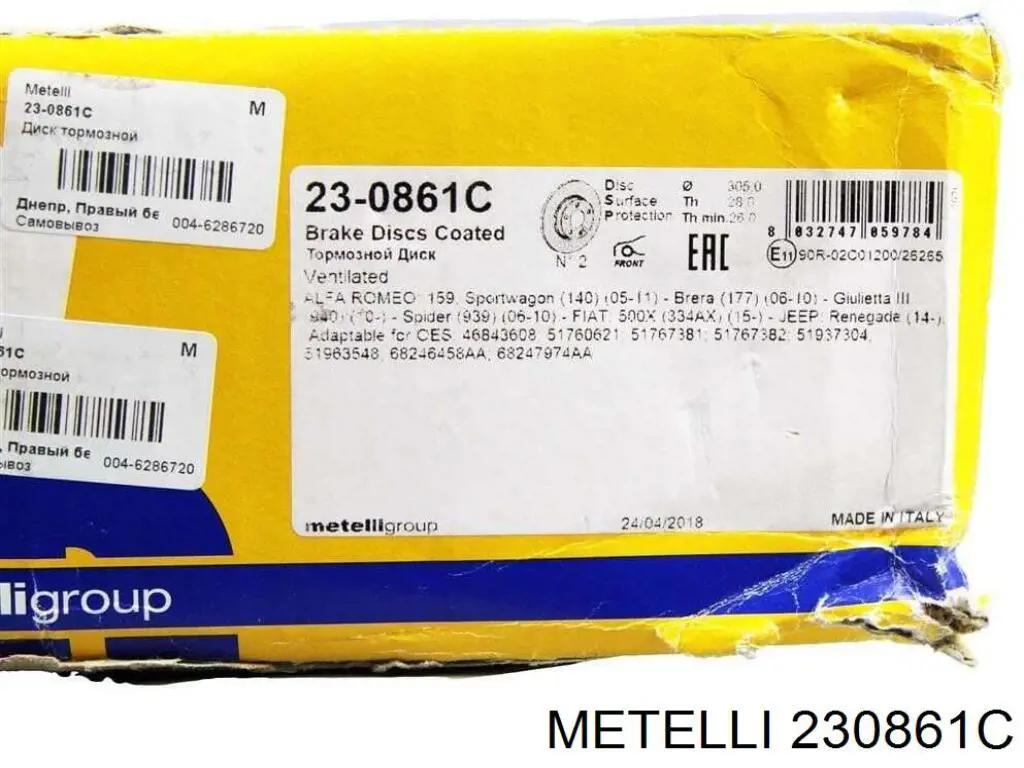 Metelli
23-0861C
M
Диск тормозной
Днепр, Правый бе
Самовывоз
004-6286720
61C
M
ормозной
, Правый бе
ывоз
004-6286720
23-0861C
Brake Discs Coated
Тормозной Диск
Ventilated
N° 2
FRONT
Disc
Surface
Protection
Ø 305.0
Th 28.0
Th min. 26.0
EAC
8 032747 059784
E11 90R-02C01200/26265
ALFA ROMEO: 159, Sportwagon (140) (05-11) - Brera (177) (06-10) - Giulietta III
940) (10-) - Spider (939) (06-10) - FIAT: 500X (334AX) (15-) - JEEP: Renegade (14-).
Adaptable for CES: 46843608, 51760621, 51767381, 51767382, 51937304,
51963548, 68246458AA, 68247974AA
metelligroup
24/04/2018
MADE IN ITALY
lligroup
METELLI 230861C